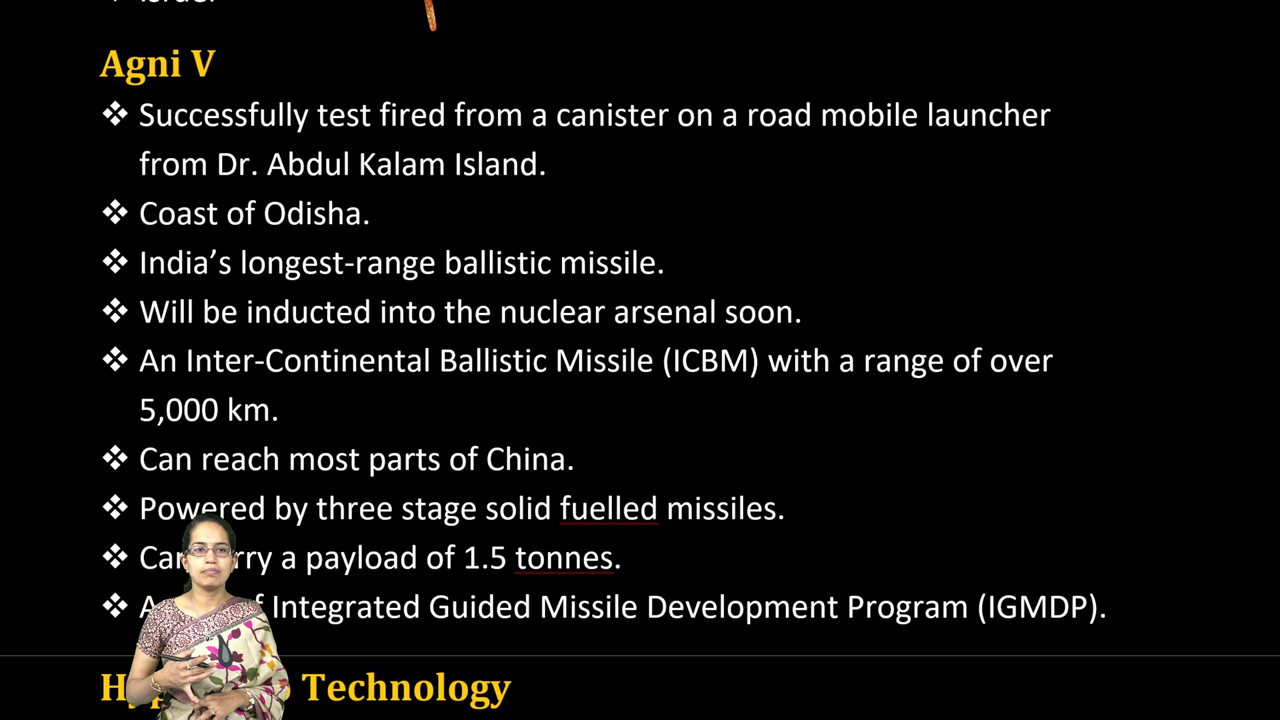 Agni V
❖ Successfully test fired from a canister on a road mobile launcher
from Dr. Abdul Kalam Island.
❖ Coast of Odisha.
❖ India’s longest-range ballistic missile.
❖ Will be inducted into the nuclear arsenal soon.
❖ An Inter-Continental Ballistic Missile (ICBM) with a range of over
5,000 km.
❖ Can reach most parts of China.
❖ Powered by three stage solid fuelled missiles.
❖ a payload of 1.5 tonnes.
❖ Integrated Guided Missile Development Program (IGMDP).
Technology